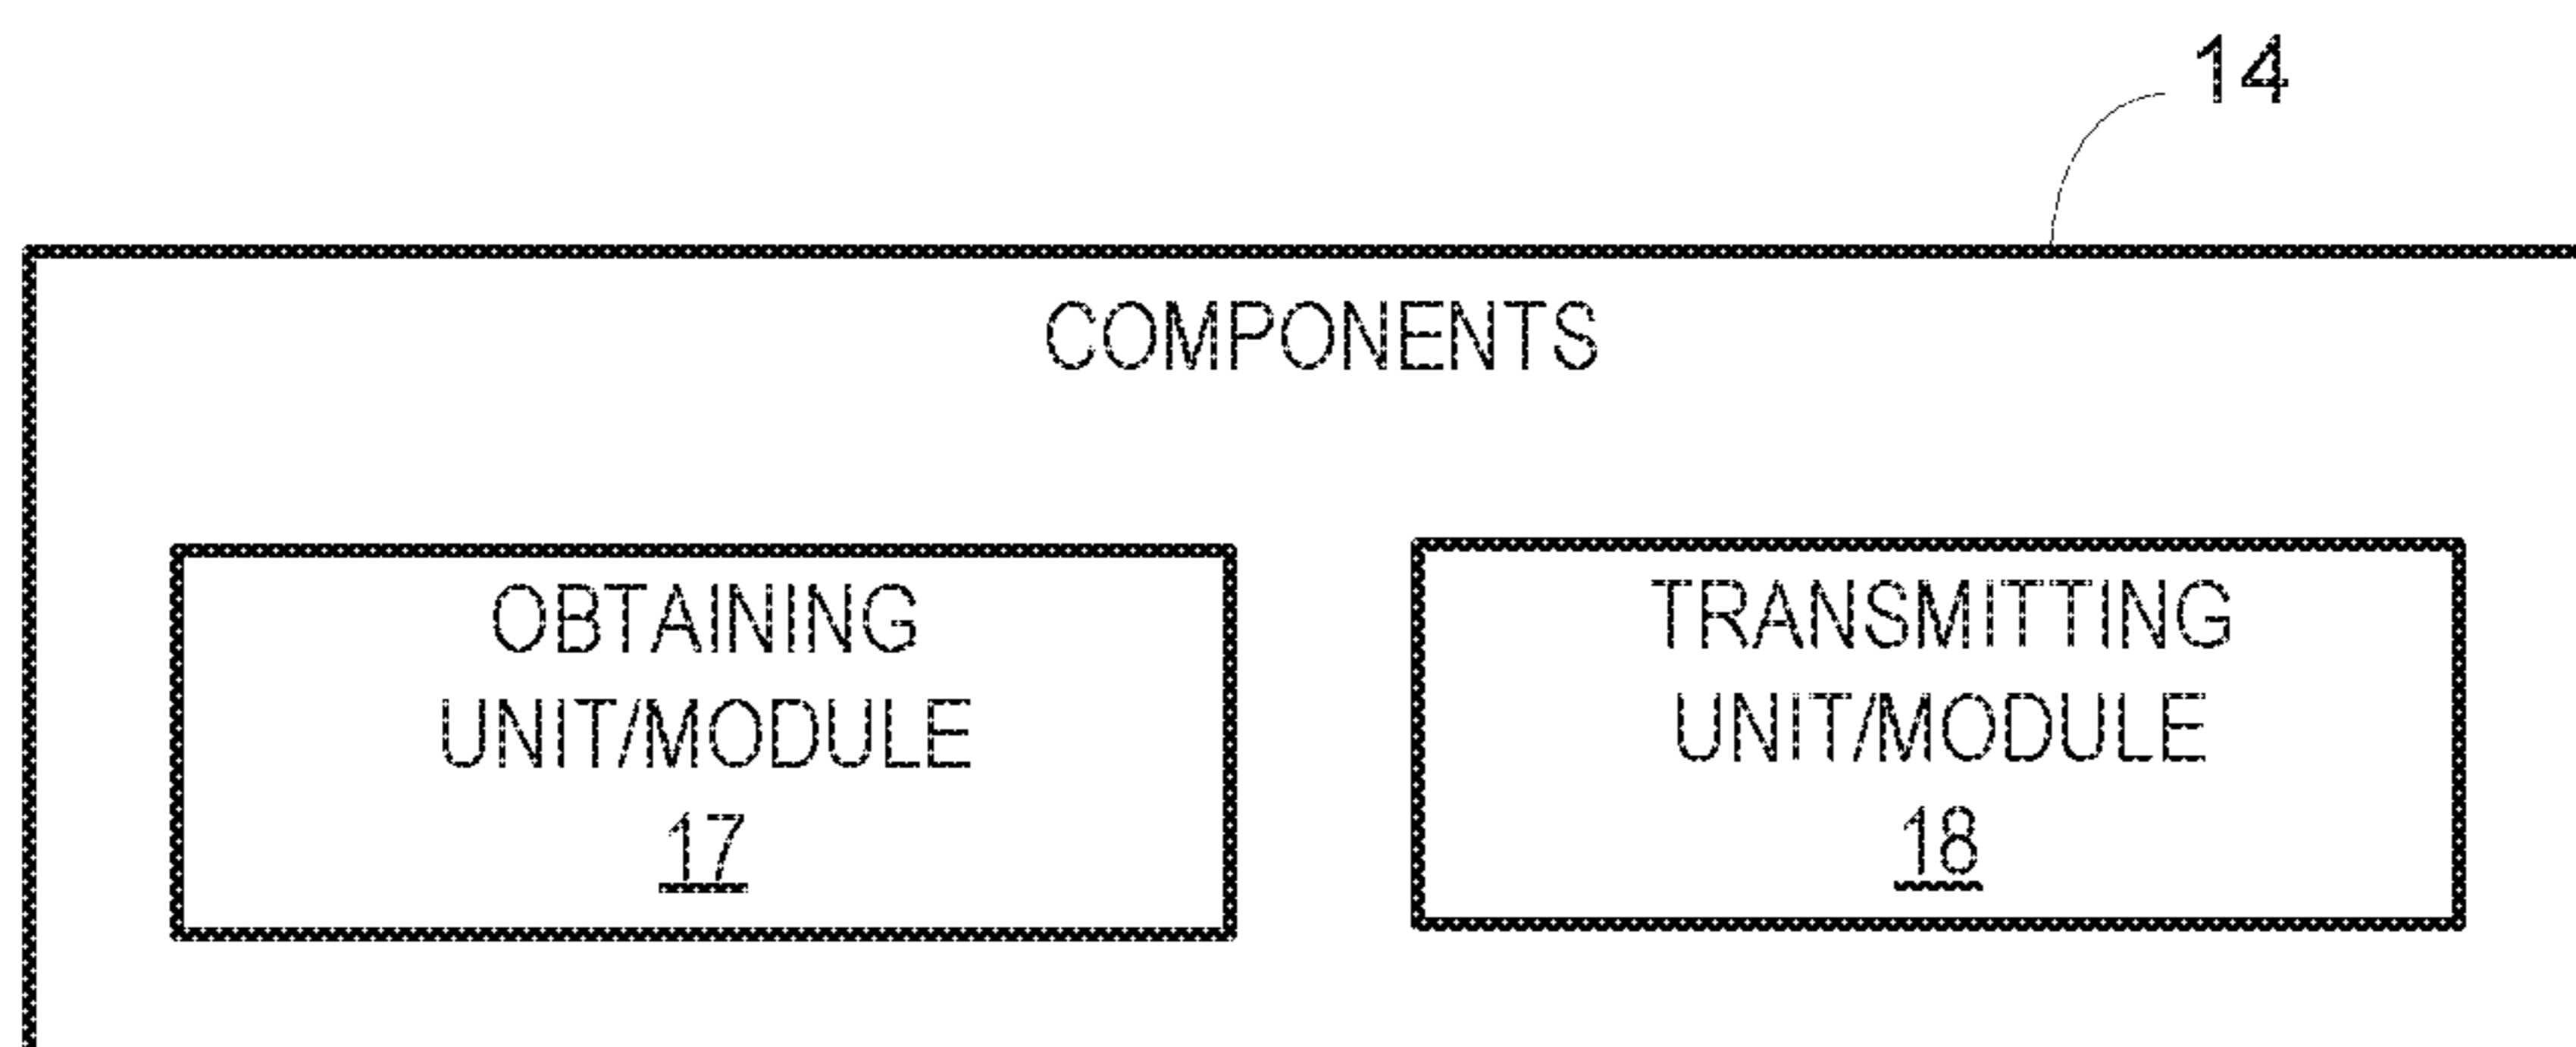 14
COMPONENTS
OBTAINING
UNIT/MODULE
17
TRANSMITTING
UNIT/MODULE
18